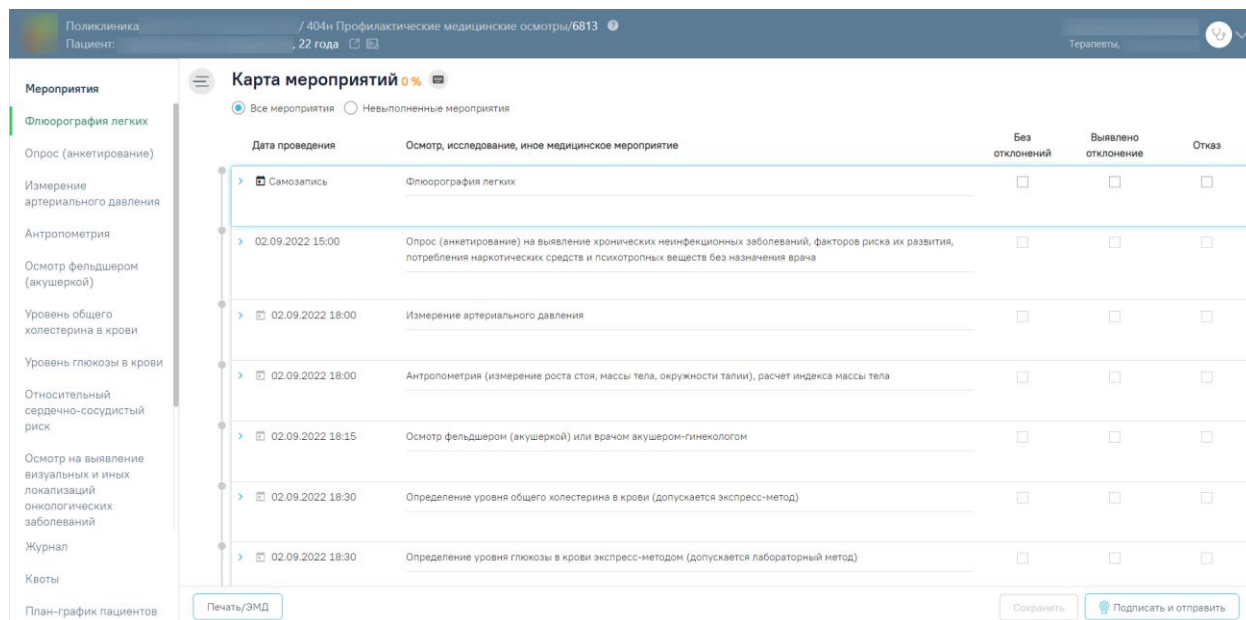 Поликлиника / 404н Профилактические медицинские осмотры/6813
Пациент: , 22 года
Терапевты,
Мероприятия
Флюорография легких
Опрос (анкетирование)
Измерение
артериального давления
Антропометрия
Осмотр фельдшером
(акушеркой)
Уровень общего
холестерина в крови
Уровень глюкозы в крови
Относительный
сердечно-сосудистый
риск
Осмотр на выявление
визуальных и иных
локализаций
онкологических
заболеваний
Журнал
Квоты
План-график пациентов
Карта мероприятий 0 %
Все мероприятия Невыполненные мероприятия
Дата проведения Осмотр, исследование, иное медицинское мероприятие Без отклонений Выявлено отклонение Отказ
Самозапись Флюорография легких
02.09.2022 15:00 Опрос (анкетирование) на выявление хронических неинфекционных заболеваний, факторов риска их развития,
потребления наркотических средств и психотропных веществ без назначения врача
02.09.2022 18:00 Измерение артериального давления
02.09.2022 18:00 Антропометрия (измерение роста стоя, массы тела, окружности талии), расчет индекса массы тела
02.09.2022 18:15 Осмотр фельдшером (акушеркой) или врачом акушером-гинекологом
02.09.2022 18:30 Определение уровня общего холестерина в крови (допускается экспресс-метод)
02.09.2022 18:30 Определение уровня глюкозы в крови экспресс-методом (допускается лабораторный метод)
Печать/ЭМД Сохранить Подписать и отправить